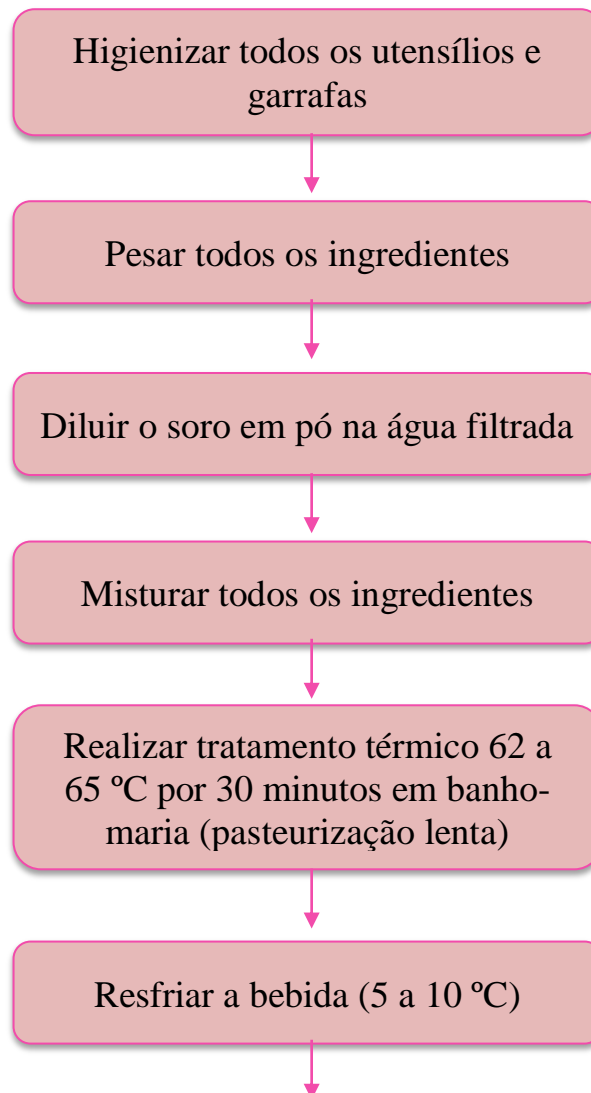 Higienizar todos os utensílios e
garrafas
Pesar todos os ingredientes
Diluir o soro em pó na água filtrada
Misturar todos os ingredientes
Realizar tratamento térmico 62 a
65 ºC por 30 minutos em banho-
maria (pasteurização lenta)
Resfriar a bebida (5 a 10 ºC)